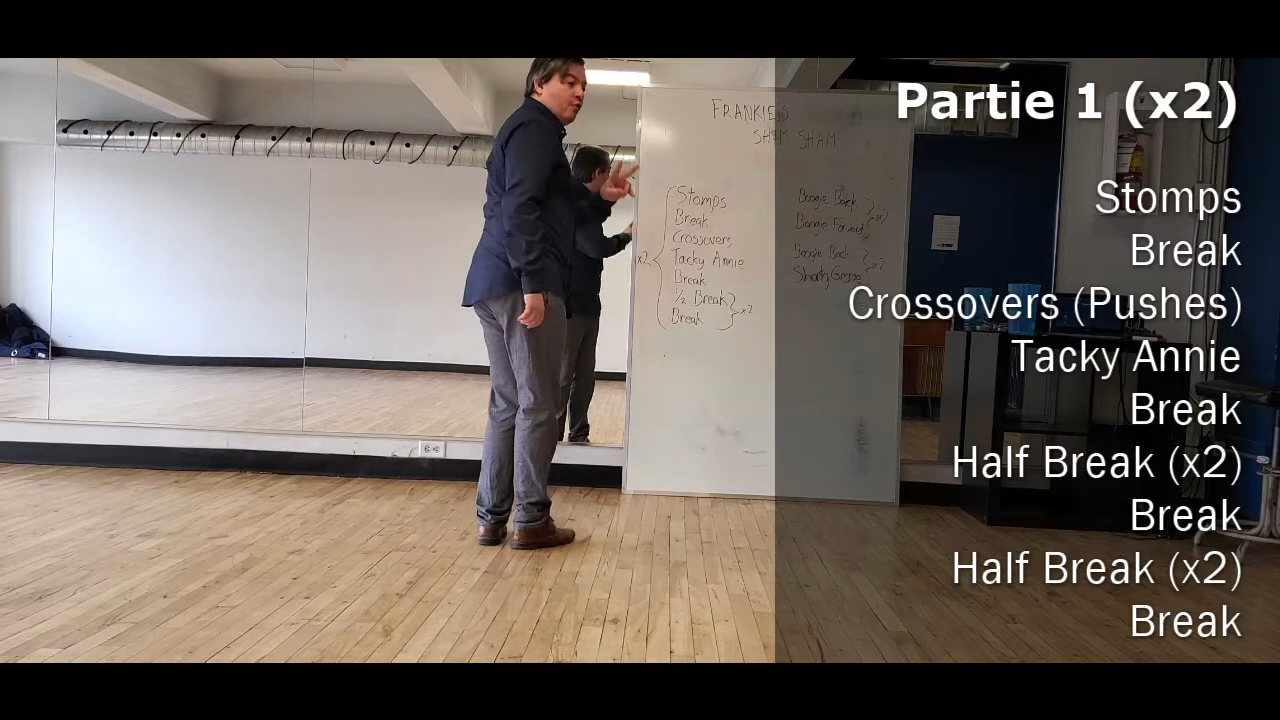 FRANKIE'S
SHIM SHAM
Stomps
Break
Crossovers
x2
Tacky Annie
Break
1/2 Break
x2
Break
Boogie Back
x2
Boogie Forward
Boogie Back
x2
Shorty George
Partie 1 (x2)
Stomps
Break
Crossovers (Pushes)
Tacky Annie
Break
Half Break (x2)
Break
Half Break (x2)
Break